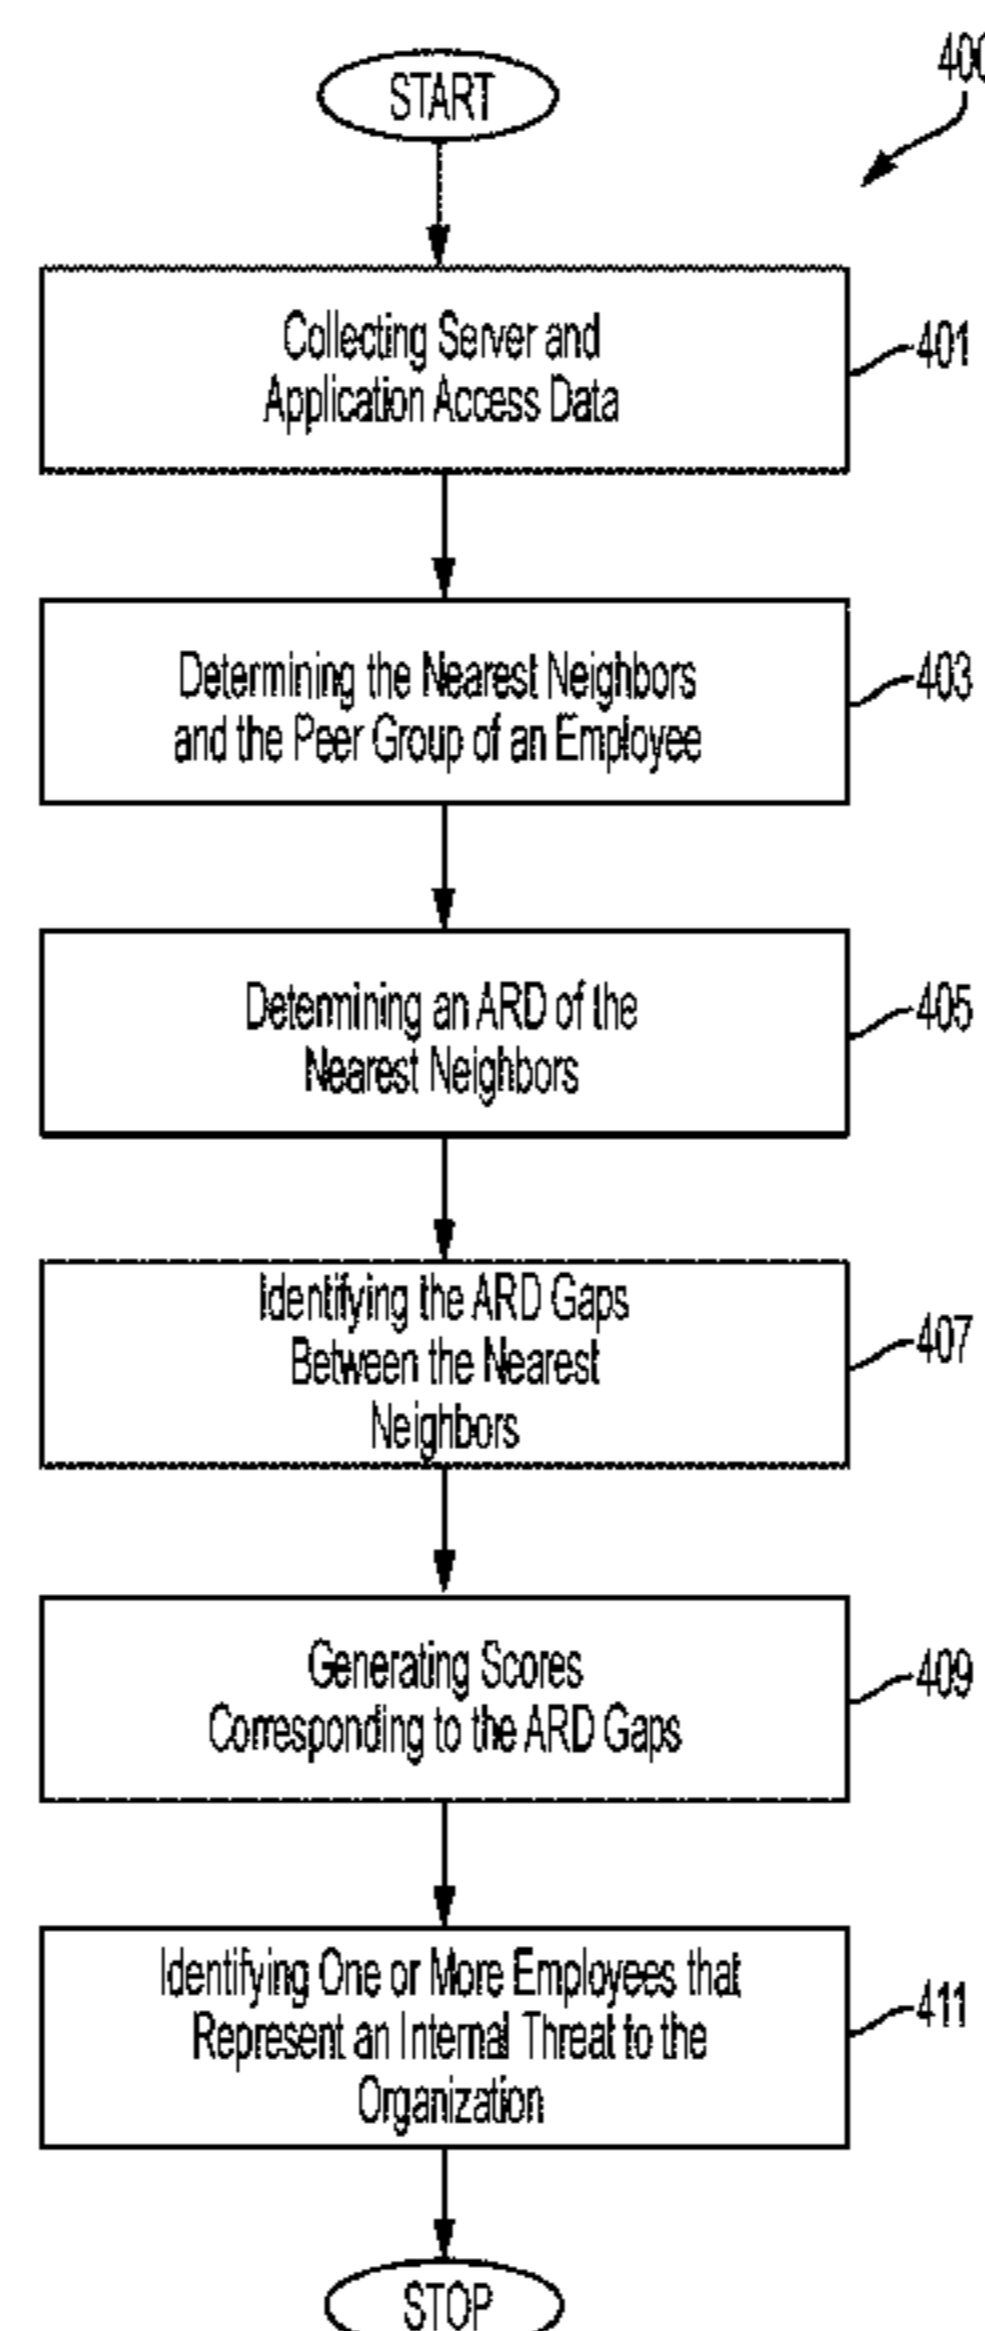 400
START
Collecting Server and
Application Access Data
401
Determining the Nearest Neighbors
and the Peer Group of an Employee
403
Determining an ARD of the
Nearest Neighbors
405
Identifying the ARD Gaps
Between the Nearest
Neighbors
407
Generating Scores
Corresponding to the ARD Gaps
409
Identifying One or More Employees that
Represent an Internal Threat to the
Organization
411
STOP